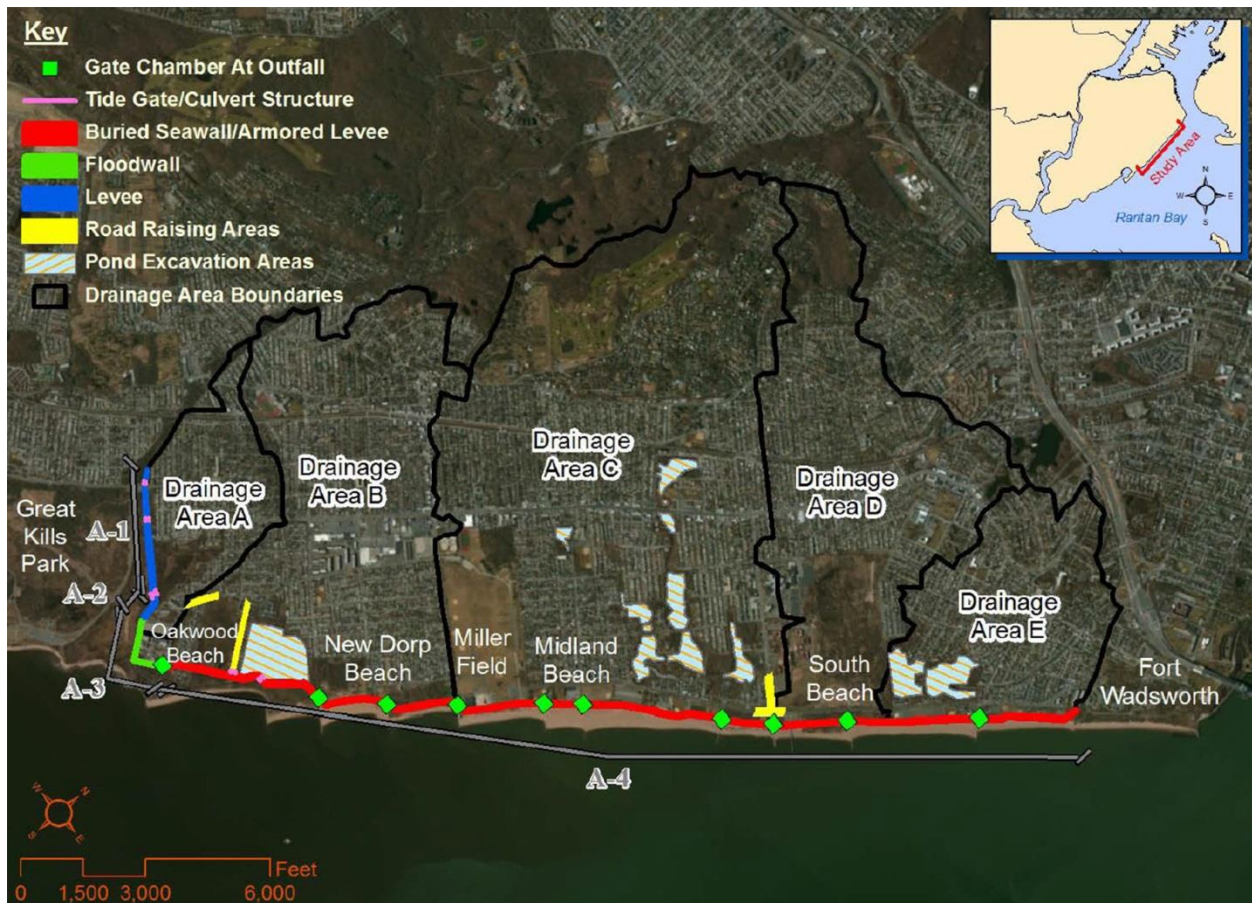 Key
Gate Chamber At Outfall
Tide Gate/Culvert Structure
Buried Seawall/Armored Levee
Floodwall
Levee
Road Raising Areas
Pond Excavation Areas
Drainage Area Boundaries
Study Area
N
W
E
S
Rantan Bay
Drainage
Area C
Drainage
Area B
Drainage
Area A
Drainage
Area D
Great
Kills
Park
A-1
A-2
A-3
Oakwood
Beach
New Dorp
Beach
Miller
Field
Midland
Beach
South
Beach
Drainage
Area E
Fort
Wadsworth
A-4
W
N
S
E
Feet
0
1,500
3,000
6,000